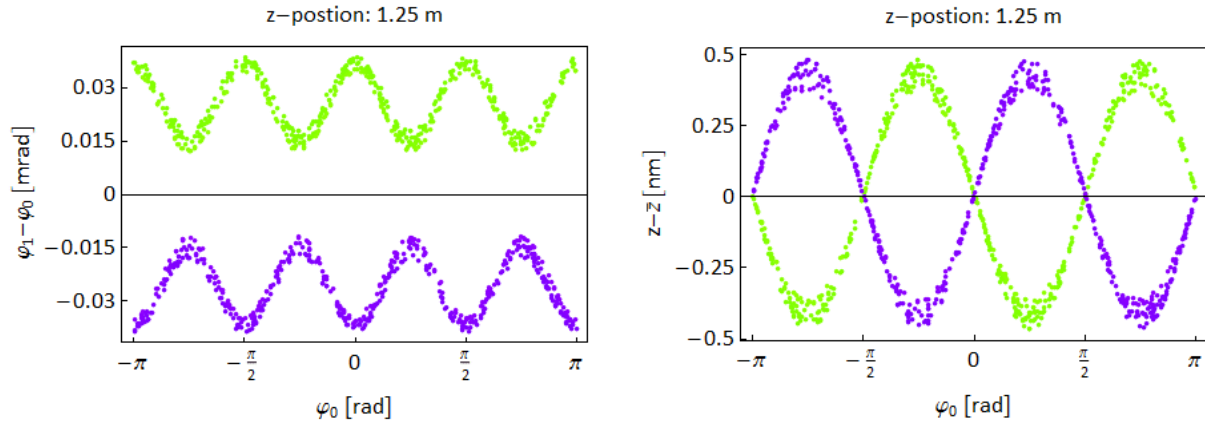 z−postion: 1.25 m
φ₁−φ₀ [mrad]
0.03
0.015
0
−0.015
−0.03
−π
−π/2
0
π/2
π
φ₀ [rad]
z−postion: 1.25 m
z−z̄ [nm]
0.5
0.25
0
−0.25
−0.5
−π
−π/2
0
π/2
π
φ₀ [rad]